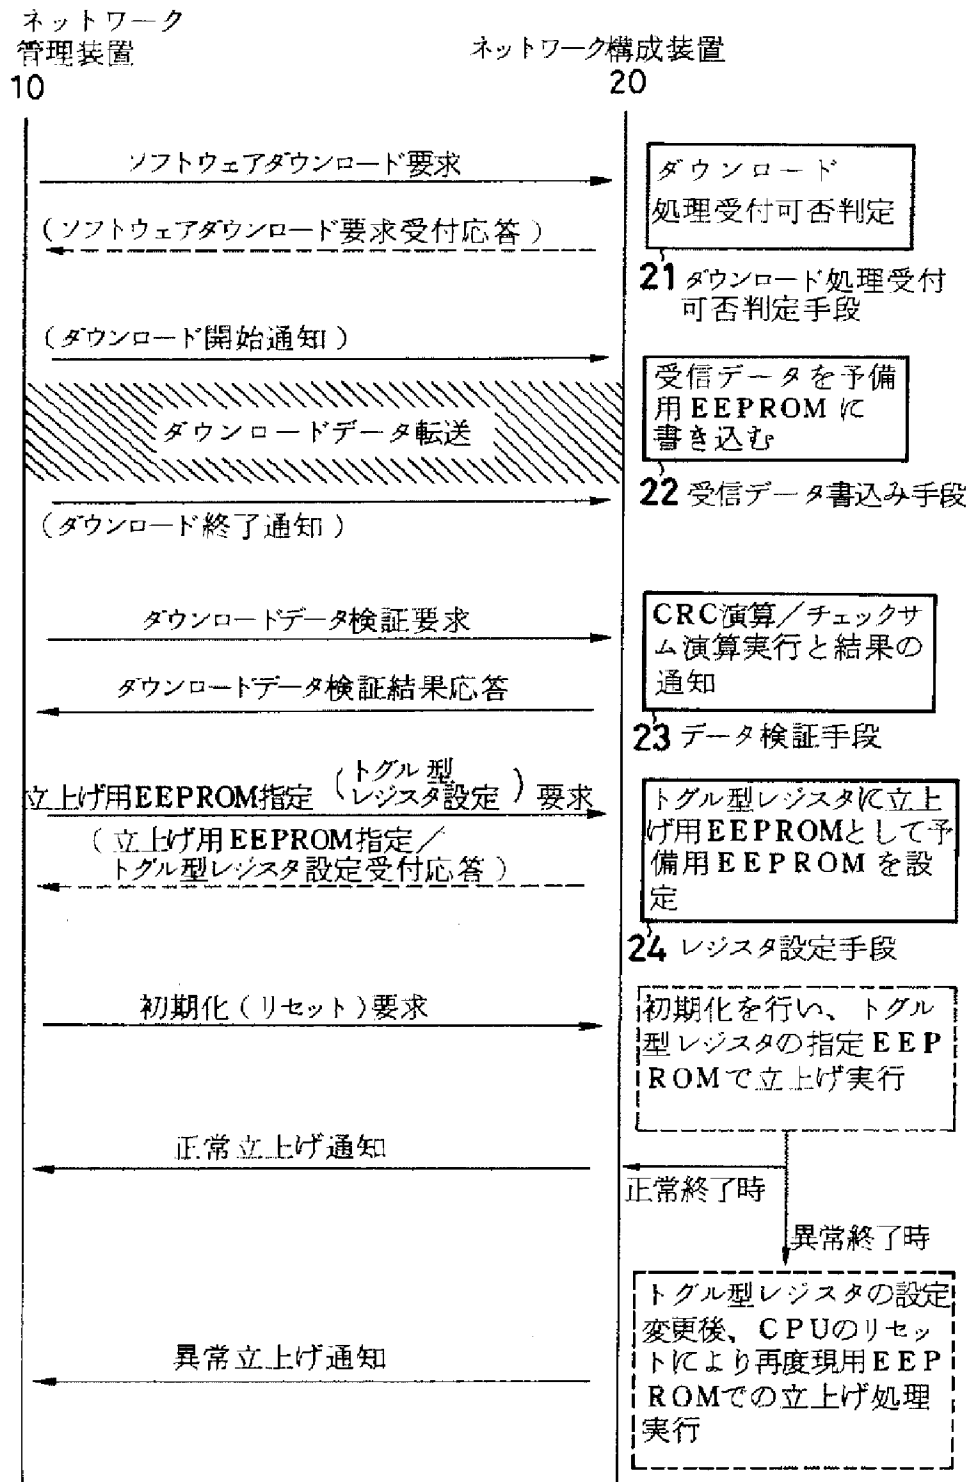 ネットワーク
管理装置
10
ネットワーク構成装置
20
ソフトウェアダウンロード要求
(ソフトウェアダウンロード要求受付応答)
ダウンロード
処理受付可否判定
21 ダウンロード処理受付
可否判定手段
(ダウンロード開始通知)
ダウンロードデータ転送
(ダウンロード終了通知)
受信データを予備
用EEPROMに
書き込む
22 受信データ書込み手段
ダウンロードデータ検証要求
ダウンロードデータ検証結果応答
CRC演算/チェックサ
ム演算実行と結果の
通知
23 データ検証手段
立上げ用EEPROM指定(トグル型
レジスタ設定)要求
(立上げ用EEPROM指定/
トグル型レジスタ設定受付応答)
トグル型レジスタに立上
げ用EEPROMとして予
備用EEPROMを設
定
24 レジスタ設定手段
初期化(リセット)要求
初期化を行い、トグル
型レジスタの指定EEP
ROMで立上げ実行
正常立上げ通知
正常終了時
異常終了時
異常立上げ通知
トグル型レジスタの設定
変更後、CPUのリセッ
トにより再度現用EEP
ROMでの立上げ処理
実行